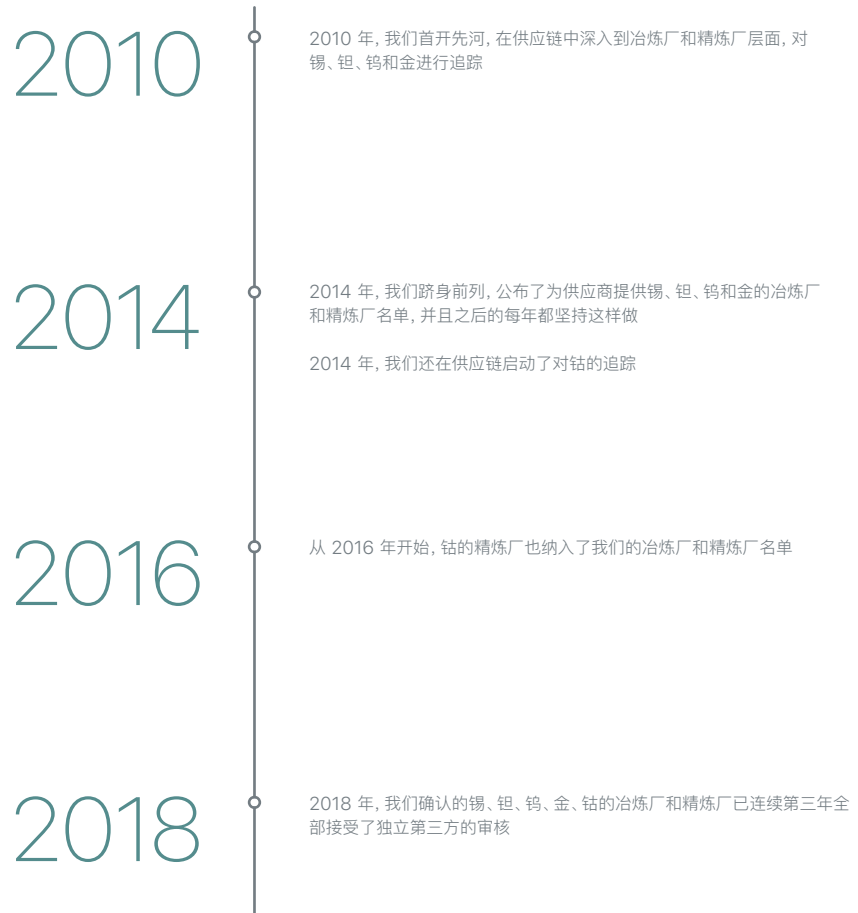 2010
2010 年，我们首开先河，在供应链中深入到冶炼厂和精炼厂层面，对
锡、钽、钨和金进行追踪
2014
2014 年，我们跻身前列，公布了为供应商提供锡、钽、钨和金的冶炼厂
和精炼厂名单，并且之后的每年都坚持这样做
2014 年，我们还在供应链启动了对钴的追踪
2016
从 2016 年开始，钴的精炼厂也纳入了我们的冶炼厂和精炼厂名单
2018
2018 年，我们确认的锡、钽、钨、金、钴的冶炼厂和精炼厂已连续第三年全
部接受了独立第三方的审核